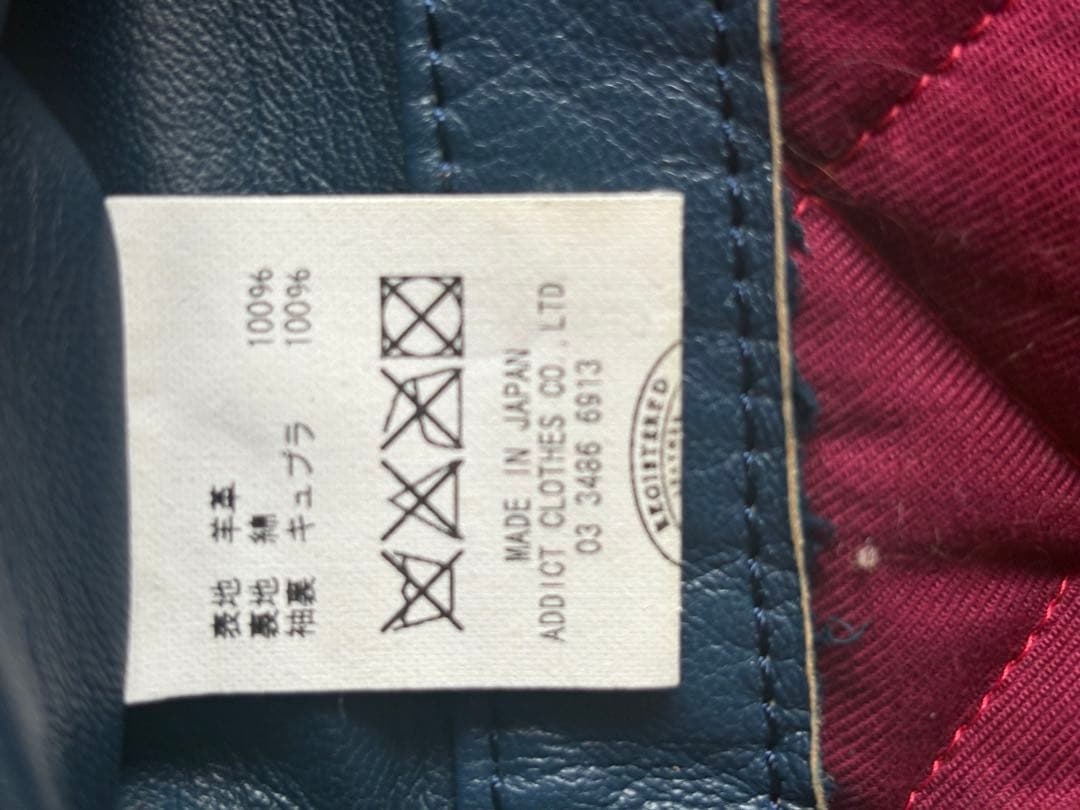 表地 羊革
裏地 綿 100%
袖裏 キュプラ 100%
MADE IN JAPAN
ADDICT CLOTHES CO.,LTD
03 3486 6913
REGISTERED